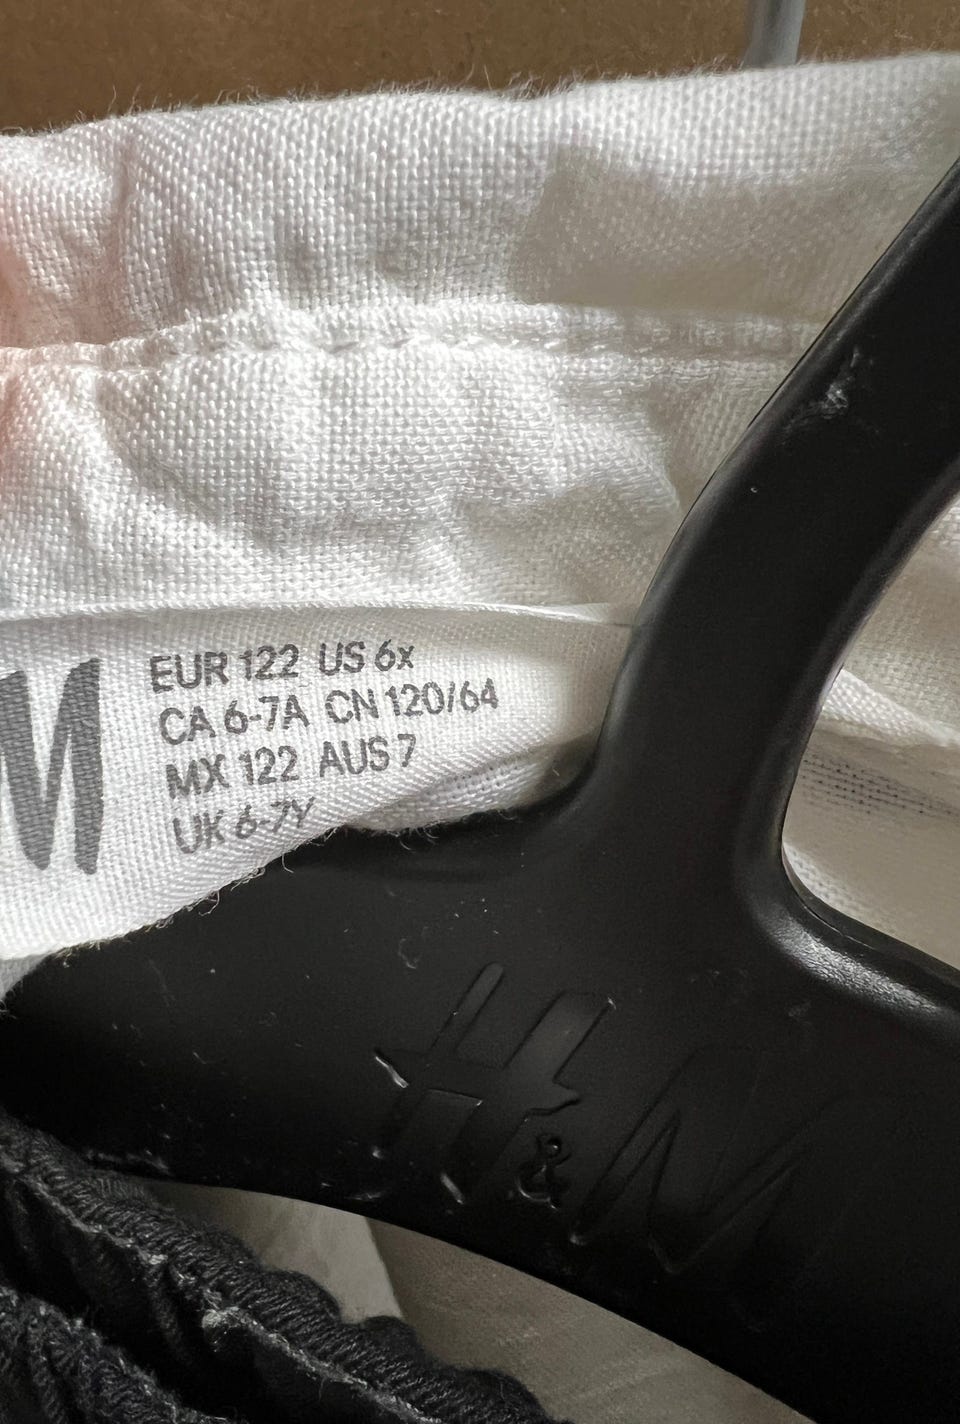 M
EUR 122 US 6x
CA 6-7A CN 120/64
MX 122 AUS 7
UK 6-7Y
H&M